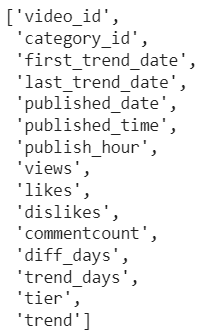 ['video_id',
'category_id',
'first_trend_date',
'last_trend_date',
'published_date',
'published_time',
'publish_hour',
'views',
'likes',
'dislikes',
'commentcount',
'diff_days',
'trend_days',
'tier',
'trend']